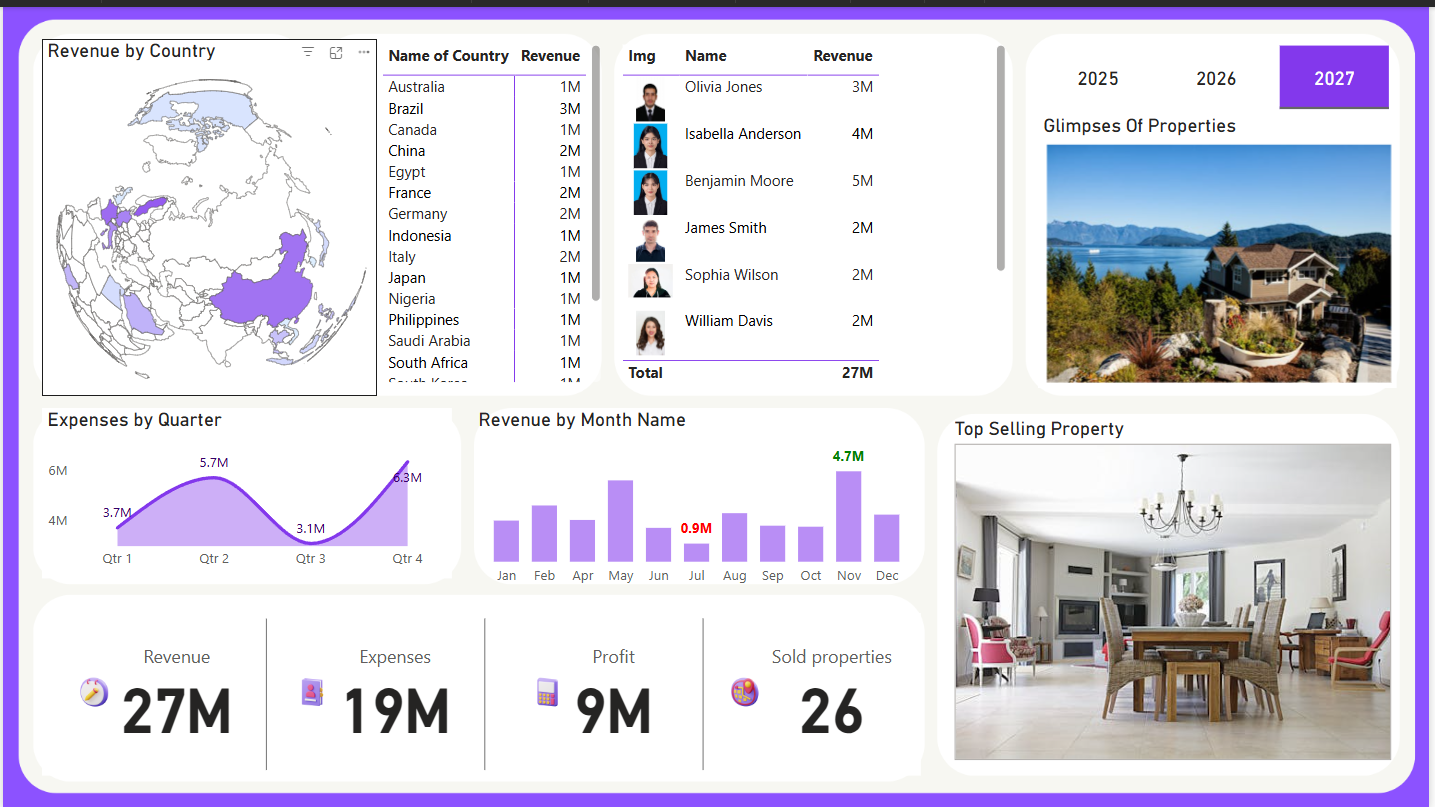 Revenue by Country
Name of Country Revenue
Australia 1M
Brazil 3M
Canada 1M
China 2M
Egypt 1M
France 2M
Germany 2M
Indonesia 1M
Italy 2M
Japan 1M
Nigeria 1M
Philippines 1M
Saudi Arabia 1M
South Africa 1M
South Korea 1M
Img Name Revenue
Olivia Jones 3M
Isabella Anderson 4M
Benjamin Moore 5M
James Smith 2M
Sophia Wilson 2M
William Davis 2M
Total 27M
2025 2026 2027
Glimpses Of Properties
Expenses by Quarter
6M
4M
3.7M
5.7M
3.1M
6.3M
Qtr 1 Qtr 2 Qtr 3 Qtr 4
Revenue by Month Name
0.9M
4.7M
Jan Feb Apr May Jun Jul Aug Sep Oct Nov Dec
Top Selling Property
Revenue
27M
Expenses
19M
Profit
9M
Sold properties
26